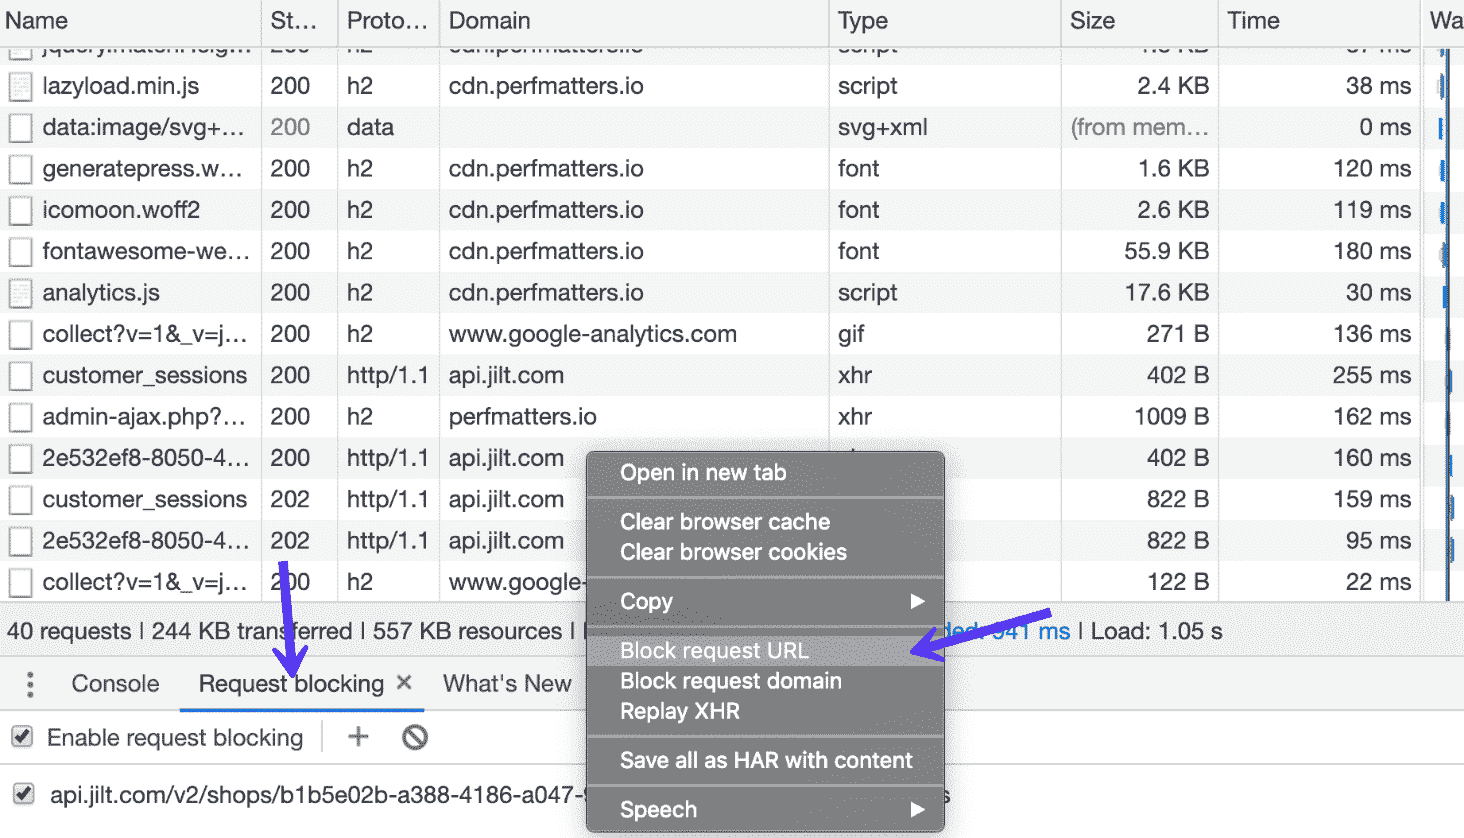 Name St... Proto... Domain Type Size Time Wa
lazyload.min.js 200 h2 cdn.perfmatters.io script 2.4 KB 38 ms
data:image/svg+... 200 data svg+xml (from mem... 0 ms
generatepress.w... 200 h2 cdn.perfmatters.io font 1.6 KB 120 ms
icomoon.woff2 200 h2 cdn.perfmatters.io font 2.6 KB 119 ms
fontawesome-we... 200 h2 cdn.perfmatters.io font 55.9 KB 180 ms
analytics.js 200 h2 cdn.perfmatters.io script 17.6 KB 30 ms
collect?v=1&_v=j... 200 h2 www.google-analytics.com gif 271 B 136 ms
customer_sessions 200 http/1.1 api.jilt.com xhr 402 B 255 ms
admin-ajax.php?... 200 h2 perfmatters.io xhr 1009 B 162 ms
2e532ef8-8050-4... 200 http/1.1 api.jilt.com 402 B 160 ms
customer_sessions 202 http/1.1 api.jilt.com 822 B 159 ms
2e532ef8-8050-4... 202 http/1.1 api.jilt.com 822 B 95 ms
collect?v=1&_v=j... 200 h2 www.google- 122 B 22 ms
40 requests | 244 KB transferred | 557 KB resources | ded: 941 ms | Load: 1.05 s
Console Request blocking × What's New
Enable request blocking +
api.jilt.com/v2/shops/b1b5e02b-a388-4186-a047- s
Open in new tab
Clear browser cache
Clear browser cookies
Copy
Block request URL
Block request domain
Replay XHR
Save all as HAR with content
Speech